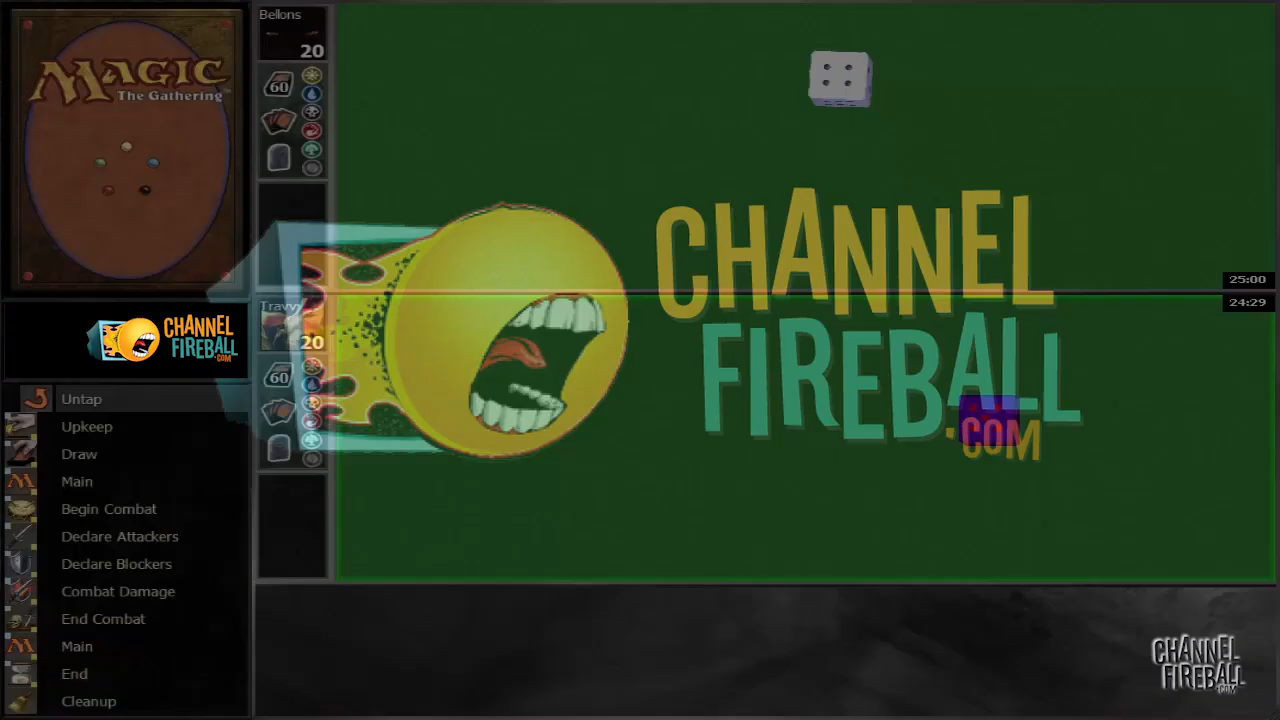 MAGIC
The Gathering
Bellons
20
60
25:00
24:29
CHANNEL
FIREBALL
.COM
Travvy
20
60
CHANNEL
FIREBALL
.COM
Untap
Upkeep
Draw
Main
Begin Combat
Declare Attackers
Declare Blockers
Combat Damage
End Combat
Main
End
Cleanup
CHANNEL
FIREBALL
.COM